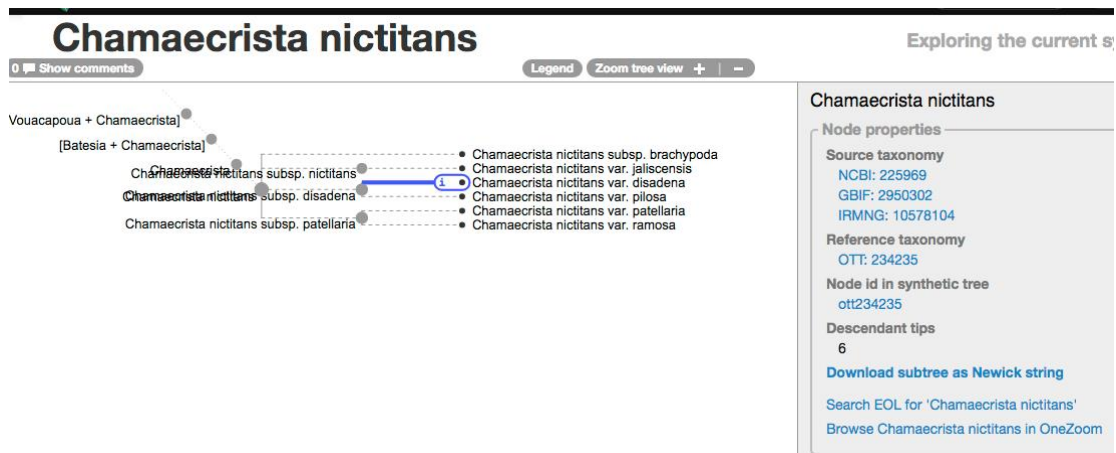 Chamaecrista nictitans
Exploring the current sy
0 Show comments
Legend
Zoom tree view + | −
Vouacapoua + Chamaecrista]
[Batesia + Chamaecrista]
Chamaecrista
Chamaecrista nictitans subsp. nictitans
Chamaecrista nictitans subsp. disadena
Chamaecrista nictitans
Chamaecrista nictitans subsp. patellaria
Chamaecrista nictitans subsp. brachypoda
Chamaecrista nictitans var. jaliscensis
i
Chamaecrista nictitans var. disadena
Chamaecrista nictitans var. pilosa
Chamaecrista nictitans var. patellaria
Chamaecrista nictitans var. ramosa
Chamaecrista nictitans
Node properties
Source taxonomy
NCBI: 225969
GBIF: 2950302
IRMNG: 10578104
Reference taxonomy
OTT: 234235
Node id in synthetic tree
ott234235
Descendant tips
6
Download subtree as Newick string
Search EOL for 'Chamaecrista nictitans'
Browse Chamaecrista nictitans in OneZoom